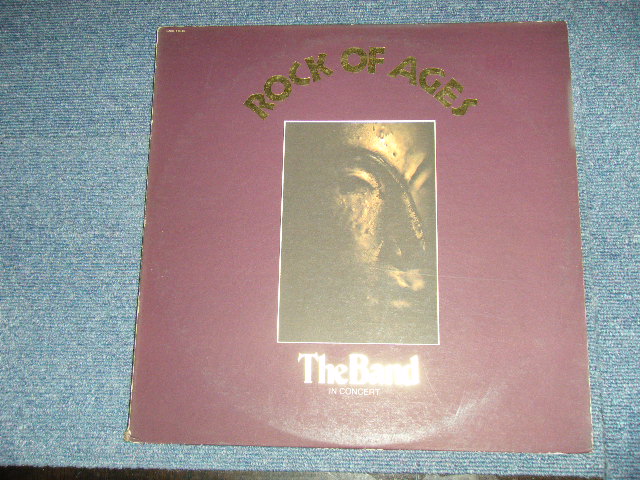 ROCK OF AGES
The Band
IN CONCERT